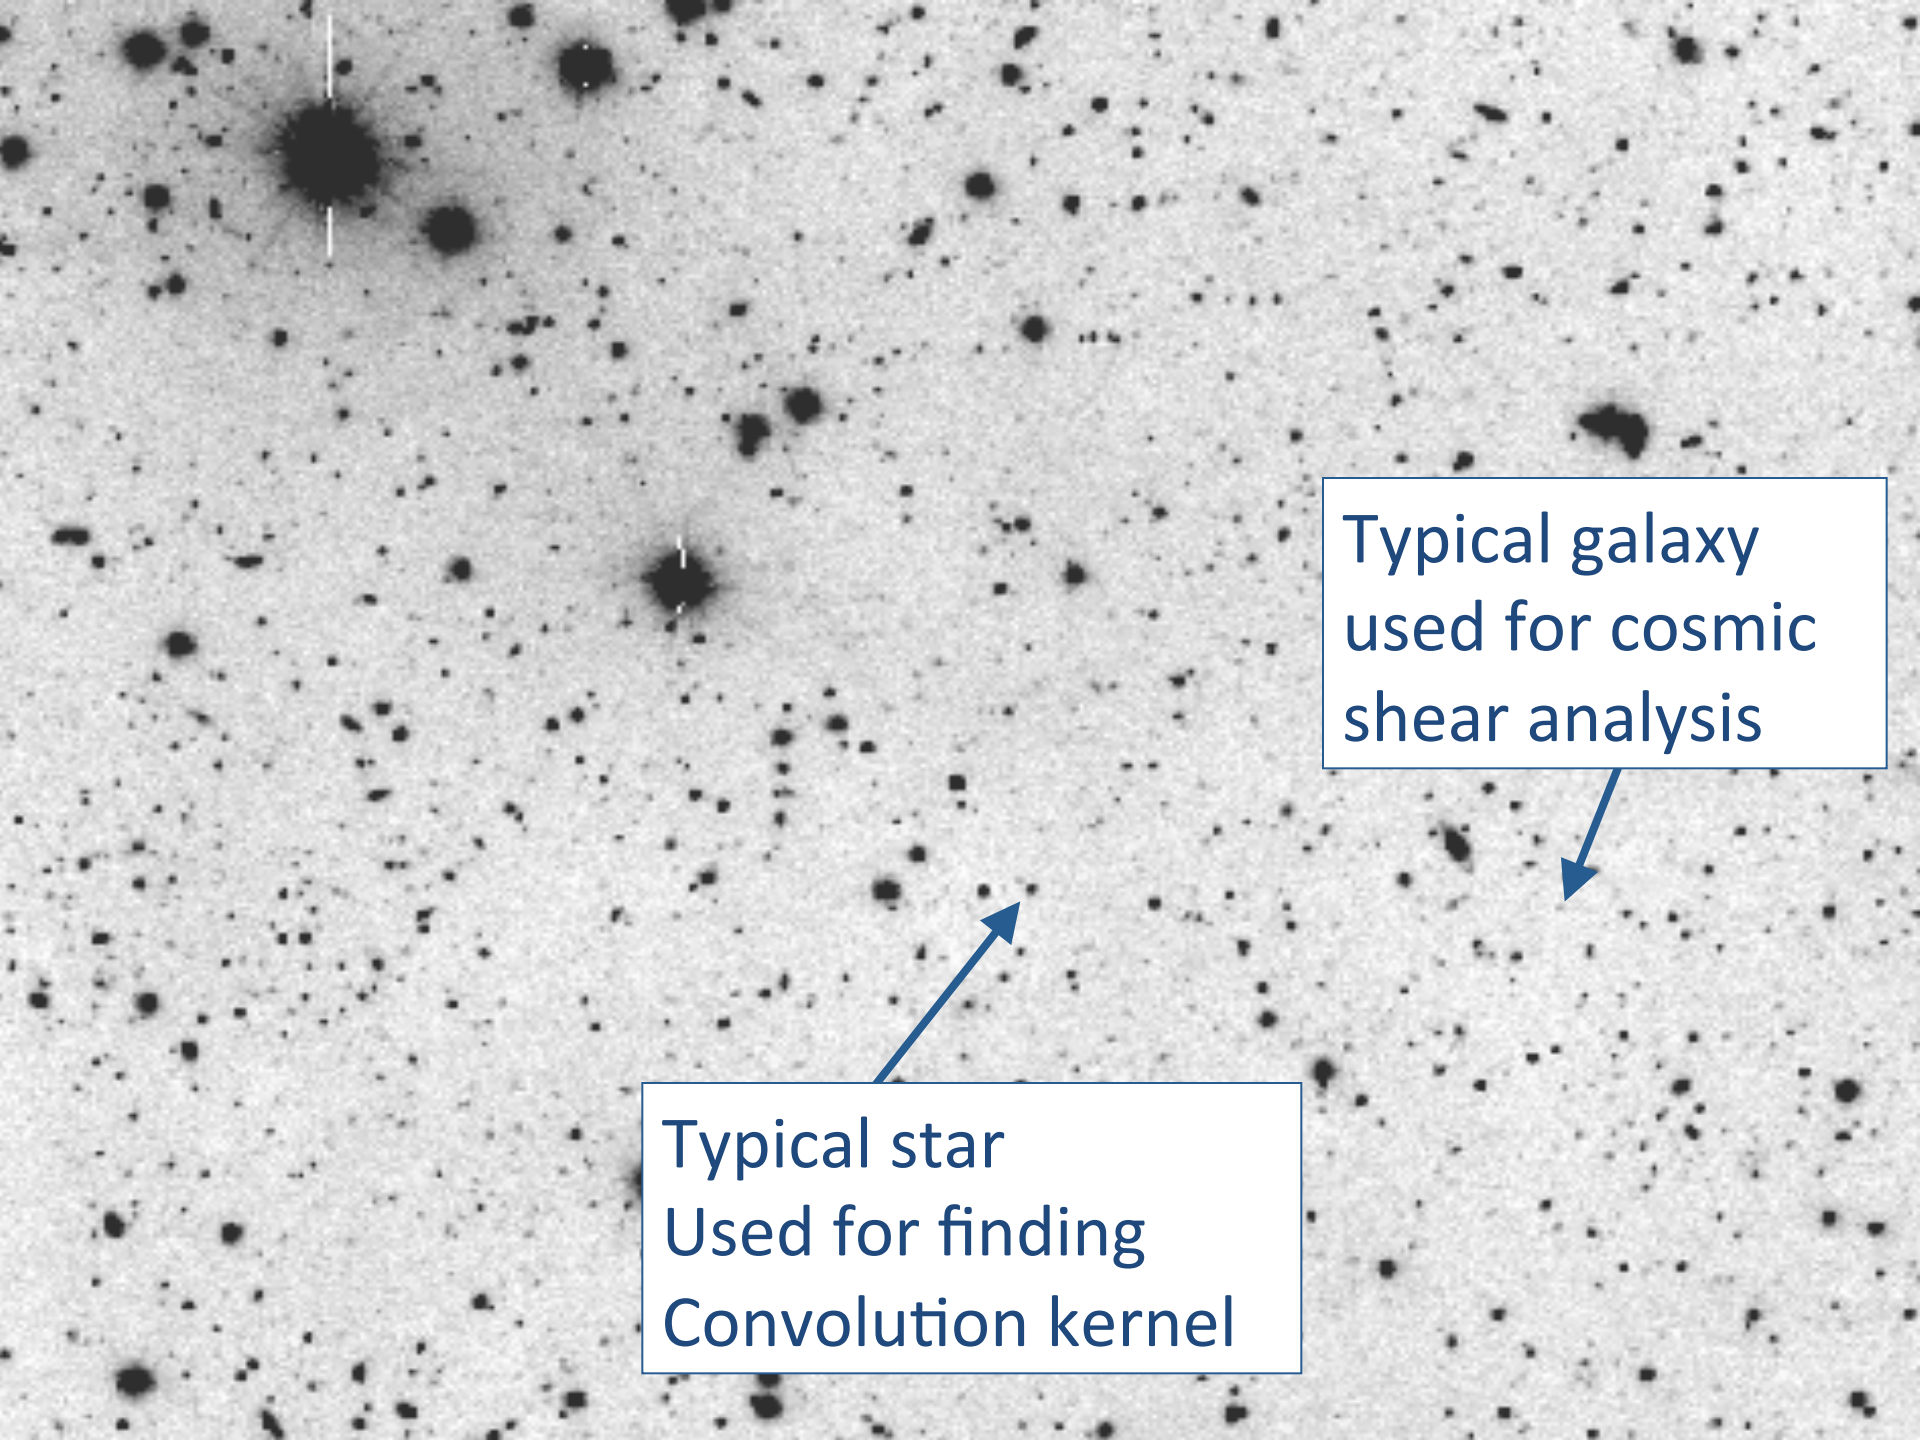 Typical galaxy
used for cosmic
shear analysis
Typical star
Used for finding
Convolution kernel